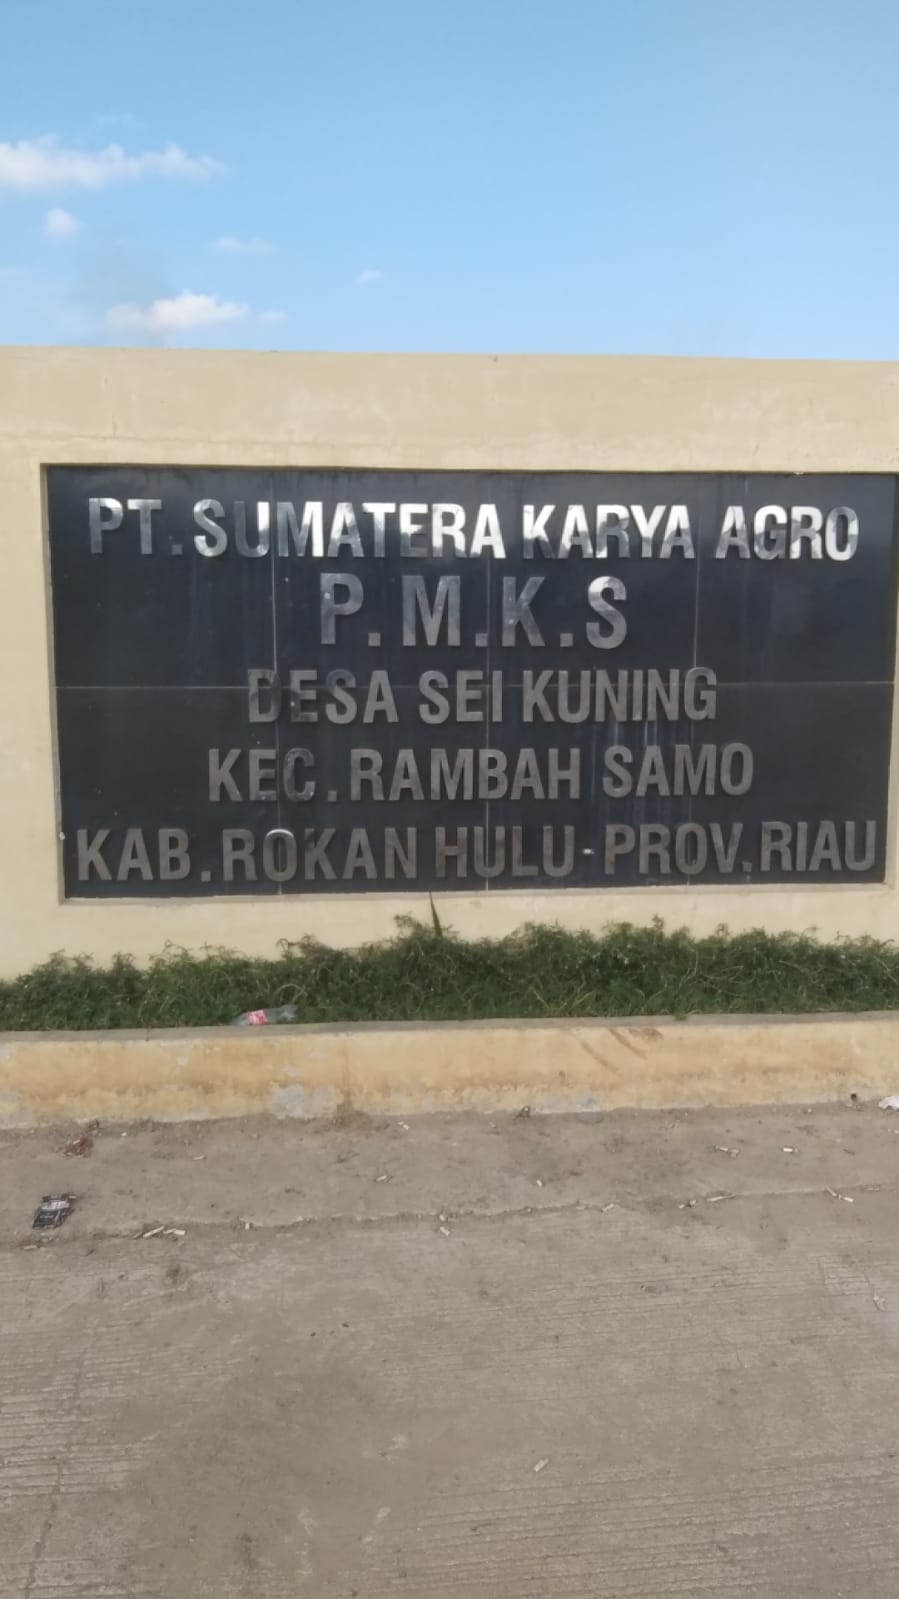 PT.SUMATERA KARYA AGRO
P.M.K.S
DESA SEI KUNING
KEC.RAMBAH SAMO
KAB.ROKAN HULU-PROV.RIAU